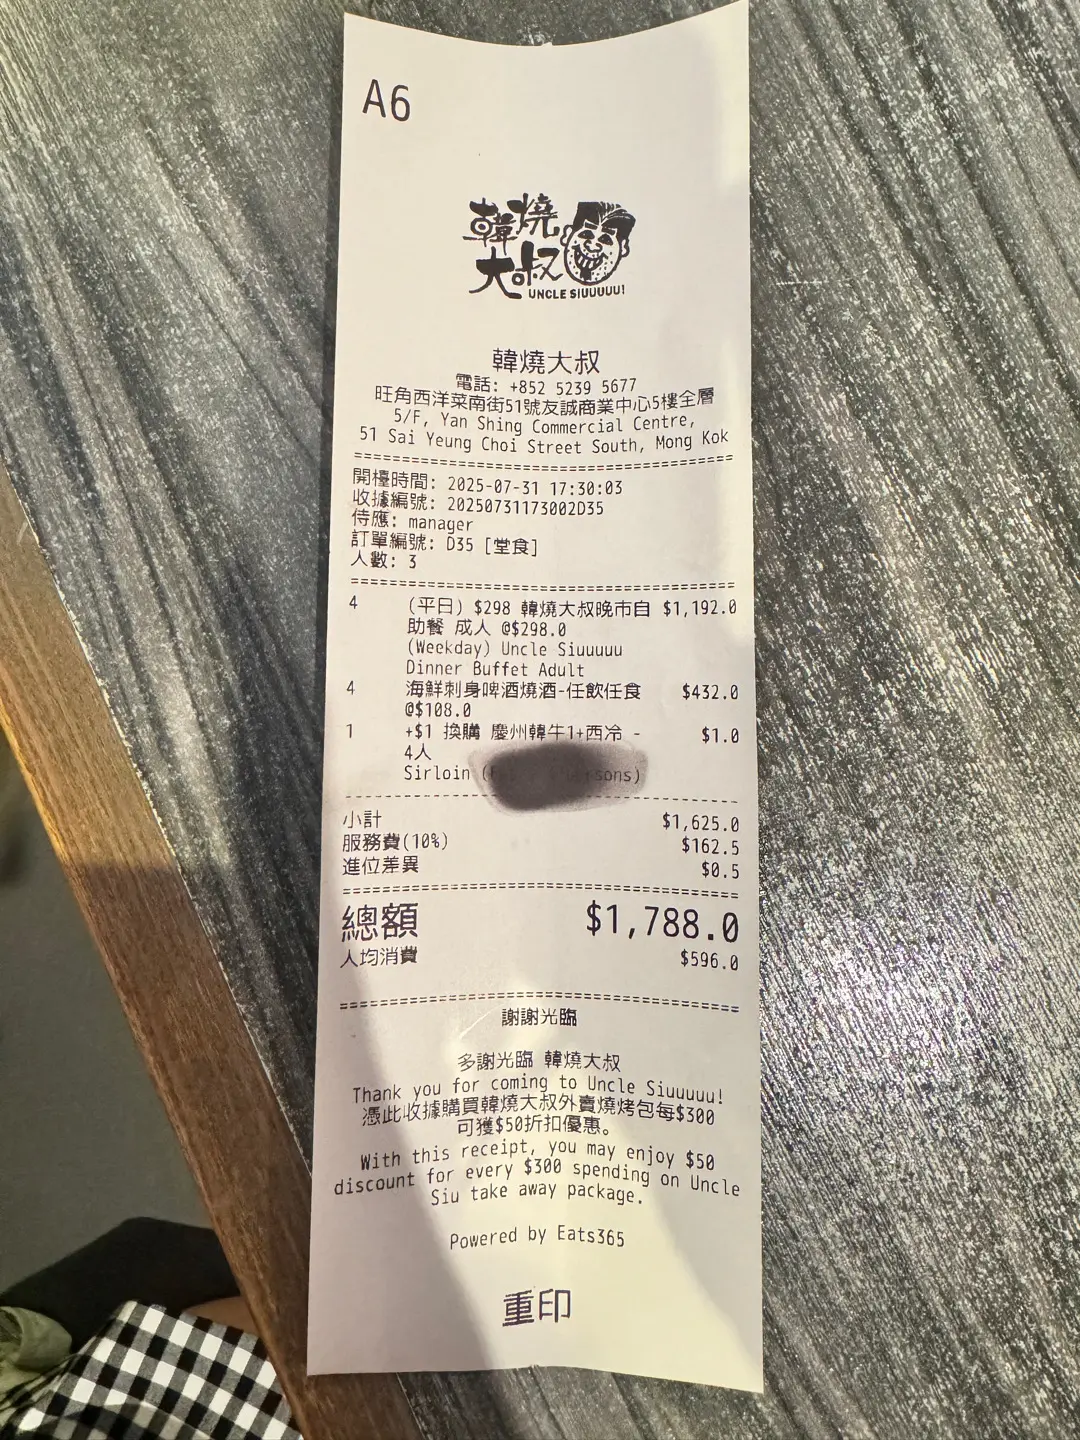 A6
韓燒
大叔
UNCLE SIUUUUU!
韓燒大叔
電話: +852 5239 5677
旺角西洋菜南街51號友誠商業中心5樓全層
5/F, Yan Shing Commercial Centre,
51 Sai Yeung Choi Street South, Mong Kok
開檯時間: 2025-07-31 17:30:03
收據編號: 20250731173002D35
侍應: manager
訂單編號: D35 [堂食]
人數: 3
4 (平日) $298 韓燒大叔晚市自 $1,192.0
助餐 成人 @$298.0
(Weekday) Uncle Siuuuuu
Dinner Buffet Adult
4 海鮮刺身啤酒燒酒-任飲任食 $432.0
@$108.0
1 +$1 換購 慶州韓牛1+西冷 - $1.0
4人
Sirloin
小計 $1,625.0
服務費(10%) $162.5
進位差異 $0.5
總額 $1,788.0
人均消費 $596.0
謝謝光臨
多謝光臨 韓燒大叔
Thank you for coming to Uncle Siuuuuu!
憑此收據購買韓燒大叔外賣燒烤包每$300
可獲$50折扣優惠。
With this receipt, you may enjoy $50
discount for every $300 spending on Uncle
Siu take away package.
Powered by Eats365
重印